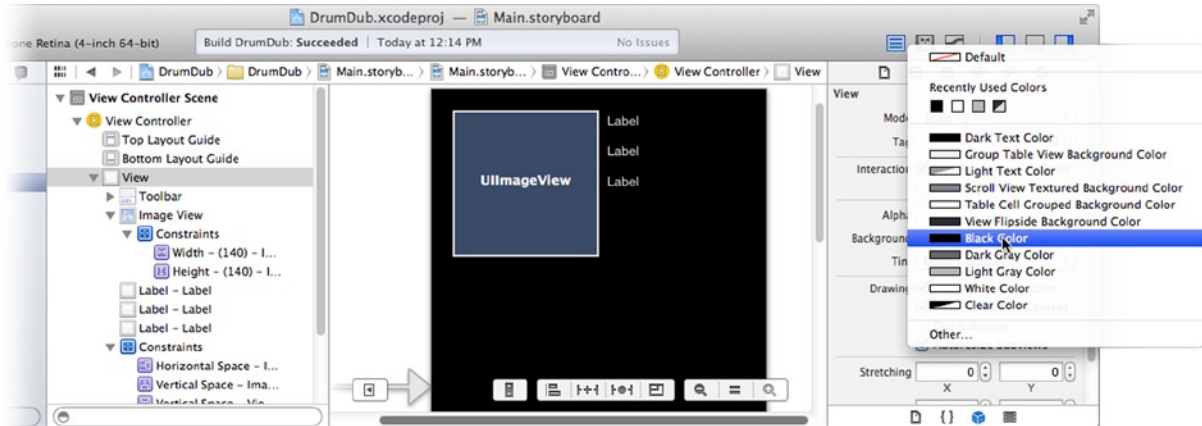 DrumDub.xcodeproj — Main.storyboard
one Retina (4-inch 64-bit)
Build DrumDub: Succeeded | Today at 12:14 PM
No Issues
DrumDub
DrumDub
Main.storyb...
Main.storyb...
View Contro...
View Controller
View
View Controller Scene
View Controller
Top Layout Guide
Bottom Layout Guide
View
Toolbar
Image View
Constraints
Width – (140) – I...
Height – (140) – I...
Label – Label
Label – Label
Label – Label
Constraints
Horizontal Space – I...
Vertical Space – Ima...
Vertical Space – Vie...
UIImageView
Label
Label
Label
View
Mode
Tag
Interaction
Alpha
Background
Tin
Drawing
Stretching
0
0
X
Y
Default
Recently Used Colors
Dark Text Color
Group Table View Background Color
Light Text Color
Scroll View Textured Background Color
Table Cell Grouped Background Color
View Flipside Background Color
Black Color
Dark Gray Color
Light Gray Color
White Color
Clear Color
Other...